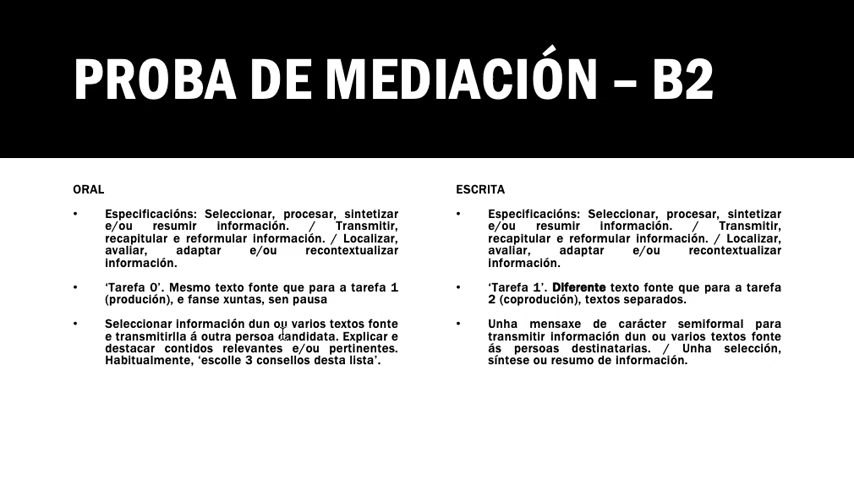 PROBA DE MEDIACIÓN – B2
ORAL
• Especificacións: Seleccionar, procesar, sintetizar
e/ou resumir información. / Transmitir,
recapitular e reformular información. / Localizar,
avaliar, adaptar e/ou recontextualizar
información.
• ‘Tarefa 0’. Mesmo texto fonte que para a tarefa 1
(produción), e fanse xuntas, sen pausa
• Seleccionar información dun ou varios textos fonte
e transmitirlla á outra persoa candidata. Explicar e
destacar contidos relevantes e/ou pertinentes.
Habitualmente, ‘escolle 3 consellos desta lista’.
ESCRITA
• Especificacións: Seleccionar, procesar, sintetizar
e/ou resumir información. / Transmitir,
recapitular e reformular información. / Localizar,
avaliar, adaptar e/ou recontextualizar
información.
• ‘Tarefa 1’. Diferente texto fonte que para a tarefa
2 (coprodución), textos separados.
• Unha mensaxe de carácter semiformal para
transmitir información dun ou varios textos fonte
ás persoas destinatarias. / Unha selección,
síntese ou resumo de información.